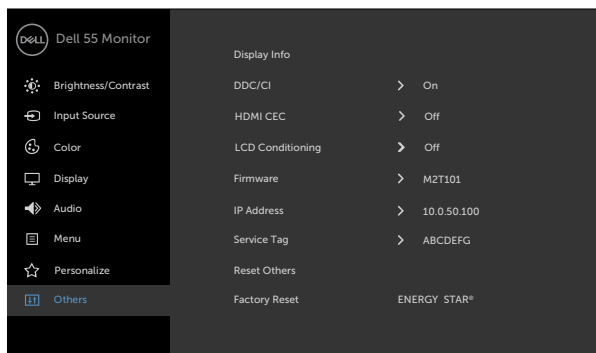 DELL Dell 55 Monitor
Display Info
Brightness/Contrast DDC/CI On
Input Source HDMI CEC Off
Color LCD Conditioning Off
Display Firmware M2T101
Audio IP Address 10.0.50.100
Menu Service Tag ABCDEFG
Personalize Reset Others
Others Factory Reset ENERGY STAR®